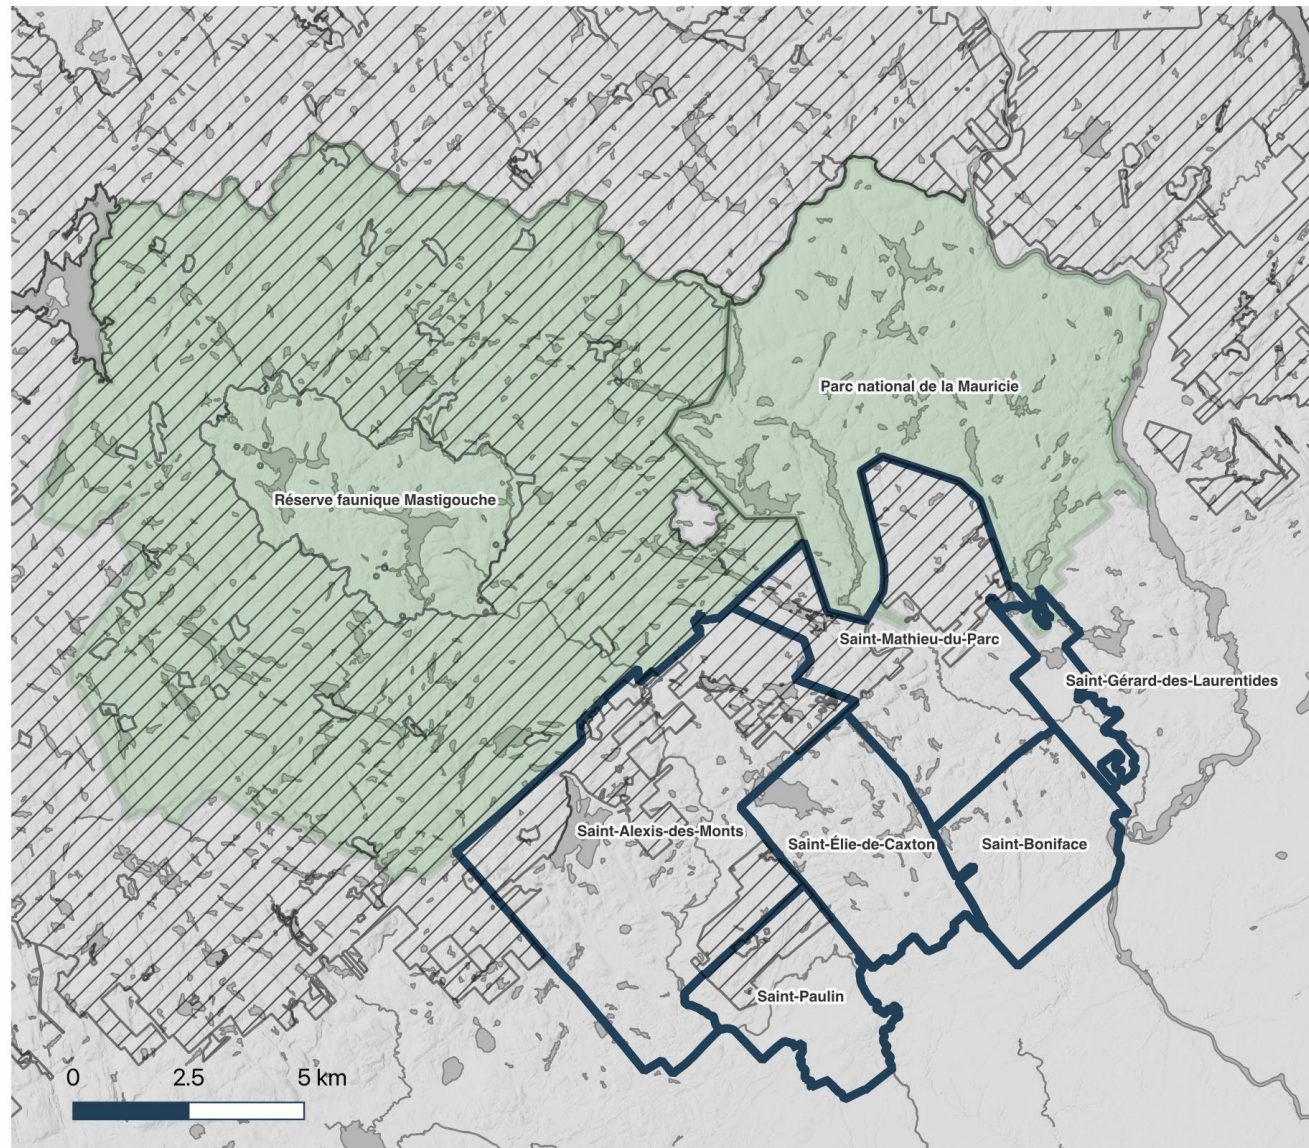 Parc national de la Mauricie
Réserve faunique Mastigouche
Saint-Mathieu-du-Parc
Saint-Gérard-des-Laurentides
Saint-Alexis-des-Monts
Saint-Élie-de-Caxton
Saint-Boniface
Saint-Paulin
0 2.5 5 km